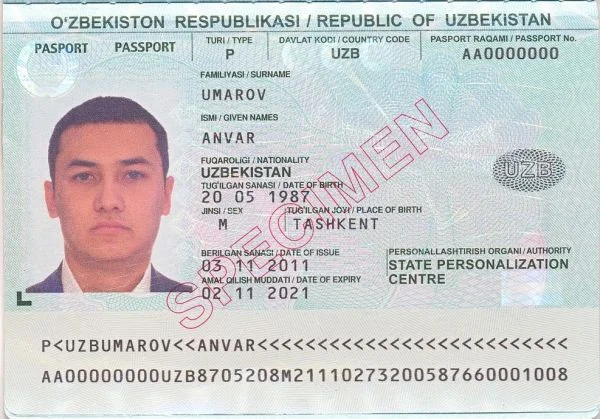 O‘ZBEKISTON RESPUBLIKASI / REPUBLIC OF UZBEKISTAN
PASPORT PASSPORT
TURI / TYPE
P
DAVLAT KODI / COUNTRY CODE
UZB
PASPORT RAQAMI / PASSPORT No.
AA0000000
FAMILIYASI / SURNAME
UMAROV
ISMI / GIVEN NAMES
ANVAR
FUQAROLIGI / NATIONALITY
UZBEKISTAN
TUG‘ILGAN SANASI / DATE OF BIRTH
20 05 1987
JINSI / SEX
M
TUG‘ILGAN JOYI / PLACE OF BIRTH
TASHKENT
BERILGAN SANASI / DATE OF ISSUE
03 11 2011
AMAL QILISH MUDDATI / DATE OF EXPIRY
02 11 2021
PERSONALLASHTIRISH ORGANI / AUTHORITY
STATE PERSONALIZATION
CENTRE
UZB
SPECIMEN
P<UZBUMAROV<<ANVAR<<<<<<<<<<<<<<<<<<<<<<<<<<
AA00000000UZB8705208M21110273200587660001008